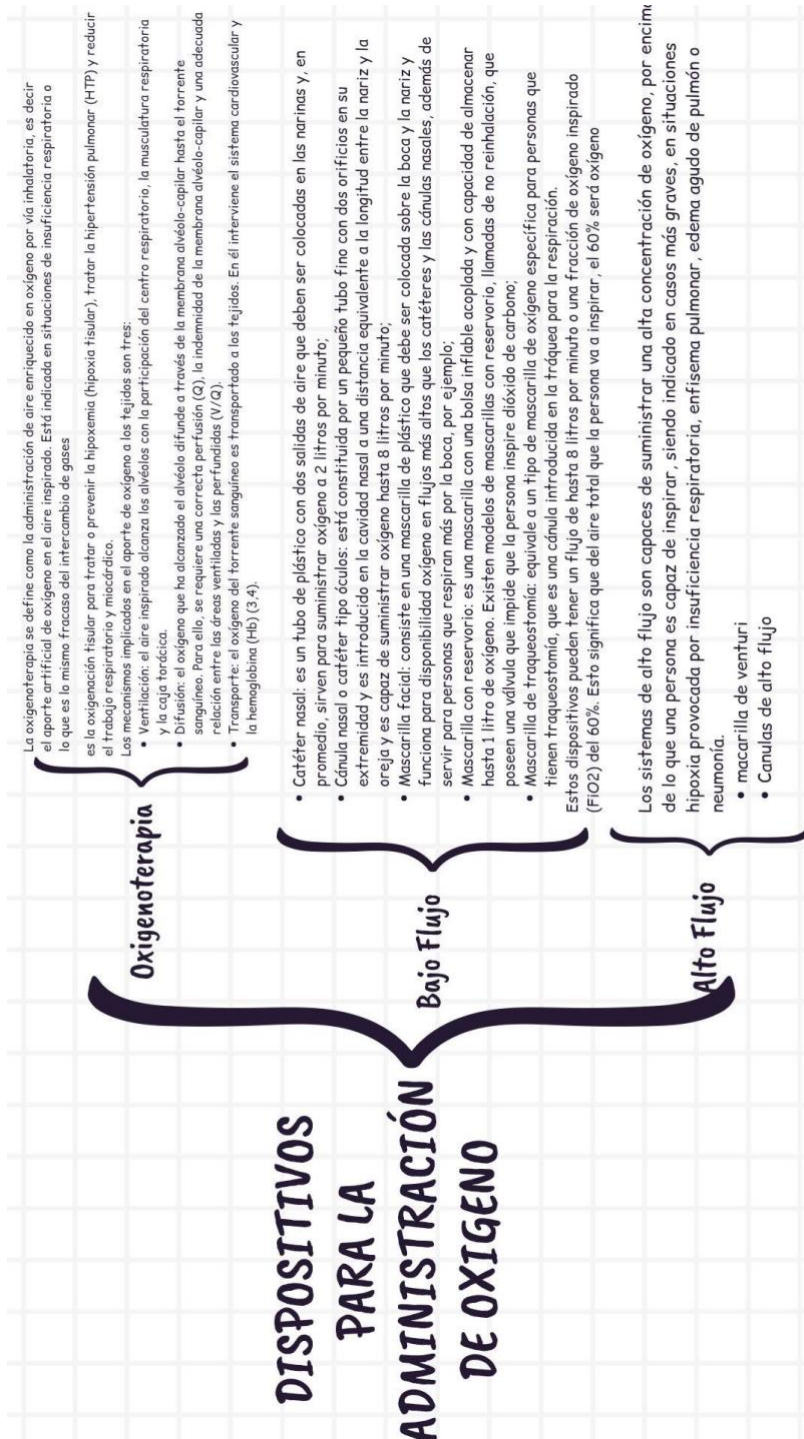 DISPOSITIVOS
PARA LA
ADMINISTRACIÓN
DE OXIGENO
Oxigenoterapia
La oxigenoterapia se define como la administración de aire enriquecido en oxígeno por vía inhalatoria, es decir
el aporte artificial de oxígeno en el aire inspirado. Está indicada en situaciones de insuficiencia respiratoria o
lo que es lo mismo fracaso del intercambio de gases
es la oxigenación tisular para tratar o prevenir la hipoxemia (hipoxia tisular), tratar la hipertensión pulmonar (HTP) y reducir
el trabajo respiratorio y miocárdico.
Los mecanismos implicados en el aporte de oxígeno a los tejidos son tres:
• Ventilación: el aire inspirado alcanza los alvéolos con la participación del centro respiratorio, la musculatura respiratoria
y la caja torácica.
• Difusión: el oxígeno que ha alcanzado el alvéolo difunde a través de la membrana alvéolo-capilar hasta el torrente
sanguíneo. Para ello, se requiere una correcta perfusión (Q), la indemnidad de la membrana alvéolo-capilar y una adecuada
relación entre las áreas ventiladas y las perfundidas (V/Q).
• Transporte: el oxígeno del torrente sanguíneo es transportado a los tejidos. En él interviene el sistema cardiovascular y
la hemoglobina (Hb) (3,4).
Bajo Flujo
• Catéter nasal: es un tubo de plástico con dos salidas de aire que deben ser colocadas en las narinas y, en
promedio, sirven para suministrar oxígeno a 2 litros por minuto;
• Cánula nasal o catéter tipo óculos: está constituida por un pequeño tubo fino con dos orificios en su
extremidad y es introducido en la cavidad nasal a una distancia equivalente a la longitud entre la nariz y la
oreja y es capaz de suministrar oxígeno hasta 8 litros por minuto;
• Mascarilla facial: consiste en una mascarilla de plástico que debe ser colocada sobre la boca y la nariz y
funciona para disponibilidad oxígeno en flujos más altos que los catéteres y las cánulas nasales, además de
servir para personas que respiran más por la boca, por ejemplo;
• Mascarilla con reservorio: es una mascarilla con una bolsa inflable acoplada y con capacidad de almacenar
hasta 1 litro de oxígeno. Existen modelos de mascarillas con reservorio, llamadas de no reinhalación, que
poseen una válvula que impide que la persona inspire dióxido de carbono;
• Mascarilla de traqueostomía: equivale a un tipo de mascarilla de oxígeno específica para personas que
tienen traqueostomía, que es una cánula introducida en la tráquea para la respiración.
Estos dispositivos pueden tener un flujo de hasta 8 litros por minuto o una fracción de oxígeno inspirado
(FiO2) del 60%. Esto significa que del aire total que la persona va a inspirar, el 60% será oxígeno
Alto Flujo
Los sistemas de alto flujo son capaces de suministrar una alta concentración de oxígeno, por encima
de lo que una persona es capaz de inspirar, siendo indicado en casos más graves, en situaciones
hipoxia provocada por insuficiencia respiratoria, enfisema pulmonar, edema agudo de pulmón o
neumonía.
• macarilla de venturi
• Canulas de alto flujo